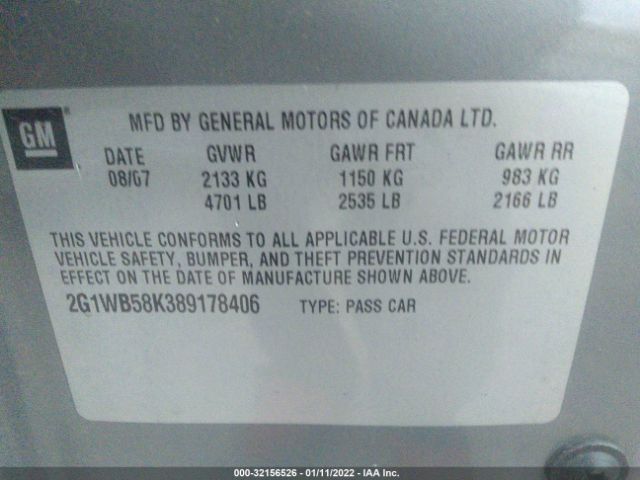 GM
MFD BY GENERAL MOTORS OF CANADA LTD.
DATE GVWR GAWR FRT GAWR RR
08/07 2133 KG 1150 KG 983 KG
4701 LB 2535 LB 2166 LB
THIS VEHICLE CONFORMS TO ALL APPLICABLE U.S. FEDERAL MOTOR
VEHICLE SAFETY, BUMPER, AND THEFT PREVENTION STANDARDS IN
EFFECT ON THE DATE OF MANUFACTURE SHOWN ABOVE.
2G1WB58K389178406 TYPE: PASS CAR
000-32156526 - 01/11/2022 - IAA Inc.